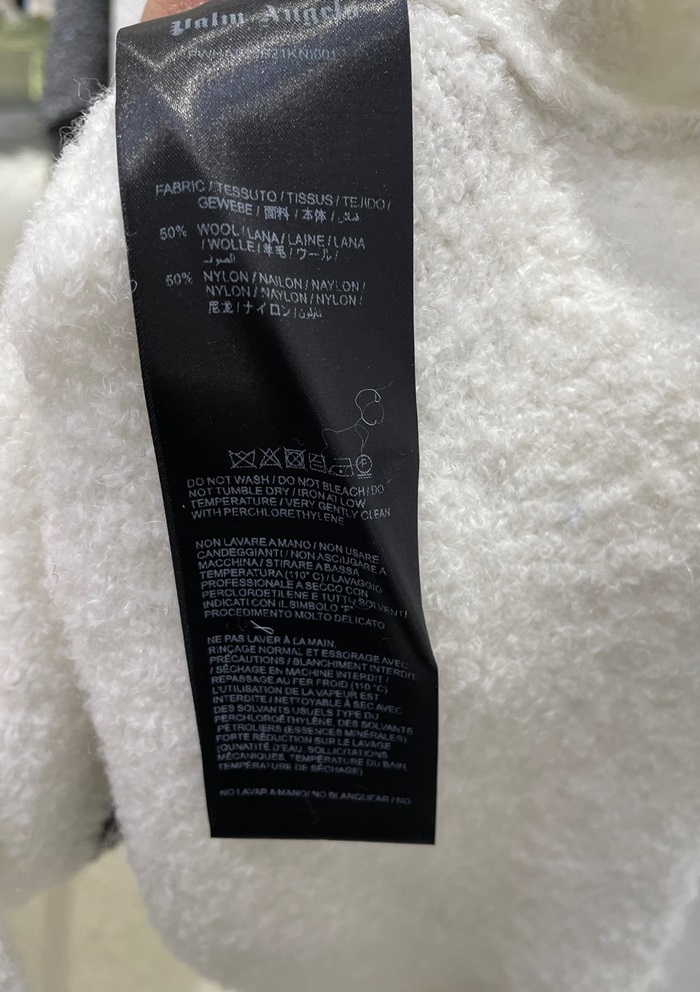 Palm Angels
FABRIC / TESSUTO / TISSUS / TEJIDO /
GEWEBE / 面料 / 本体 / قماش
50% WOOL / LANA / LAINE / LANA
/ WOLLE / 羊毛 / ウール /
الصوف
50% NYLON / NAILON / NAYLON /
NYLON / NAYLON / NYLON /
尼龙 / ナイロン / نايلون
DO NOT WASH / DO NOT BLEACH / DO
NOT TUMBLE DRY / IRON AT LOW
TEMPERATURE / VERY GENTLY CLEAN
WITH PERCHLORETHYLENE
NON LAVARE A MANO / NON USARE
CANDEGGIANTI / NON ASCIUGARE A
MACCHINA / STIRARE A BASSA
TEMPERATURA (110° C) / LAVAGGIO
PROFESSIONALE A SECCO CON
PERCLOROETILENE E TUTTI I SOLVENTI
INDICATI CON IL SIMBOLO "F"
PROCEDIMENTO MOLTO DELICATO
NE PAS LAVER À LA MAIN,
RINÇAGE NORMAL ET ESSORAGE AVEC
PRÉCAUTIONS / BLANCHIMENT INTERDIT
/ SÉCHAGE EN MACHINE INTERDIT /
REPASSAGE AU FER FROID (110 °C)
L'UTILISATION DE LA VAPEUR EST
INTERDITE / NETTOYABLE À SEC AVEC
DES SOLVANTS USUELS TYPE DU
PERCHLOROÉTHYLÈNE, DES SOLVANTS
PÉTROLIERS (ESSENCES MINÉRALES).
FORTE RÉDUCTION SUR LE LAVAGE
(QUNATITÉ D'EAU, SOLLICITATIONS
MÉCANIQUES, TEMPÉRATURE DU BAIN,
TEMPÉRATURE DE SÉCHAGE)
NO LAVAR A MANO / NO BLANQUEAR / NO